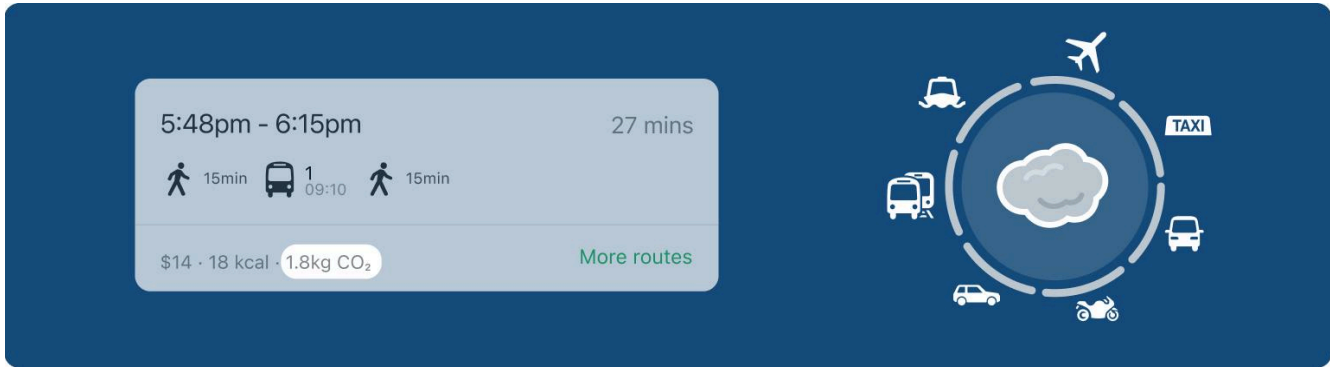 5:48pm - 6:15pm 27 mins
15min 1 09:10 15min
$14 · 18 kcal · 1.8kg CO₂ More routes
TAXI